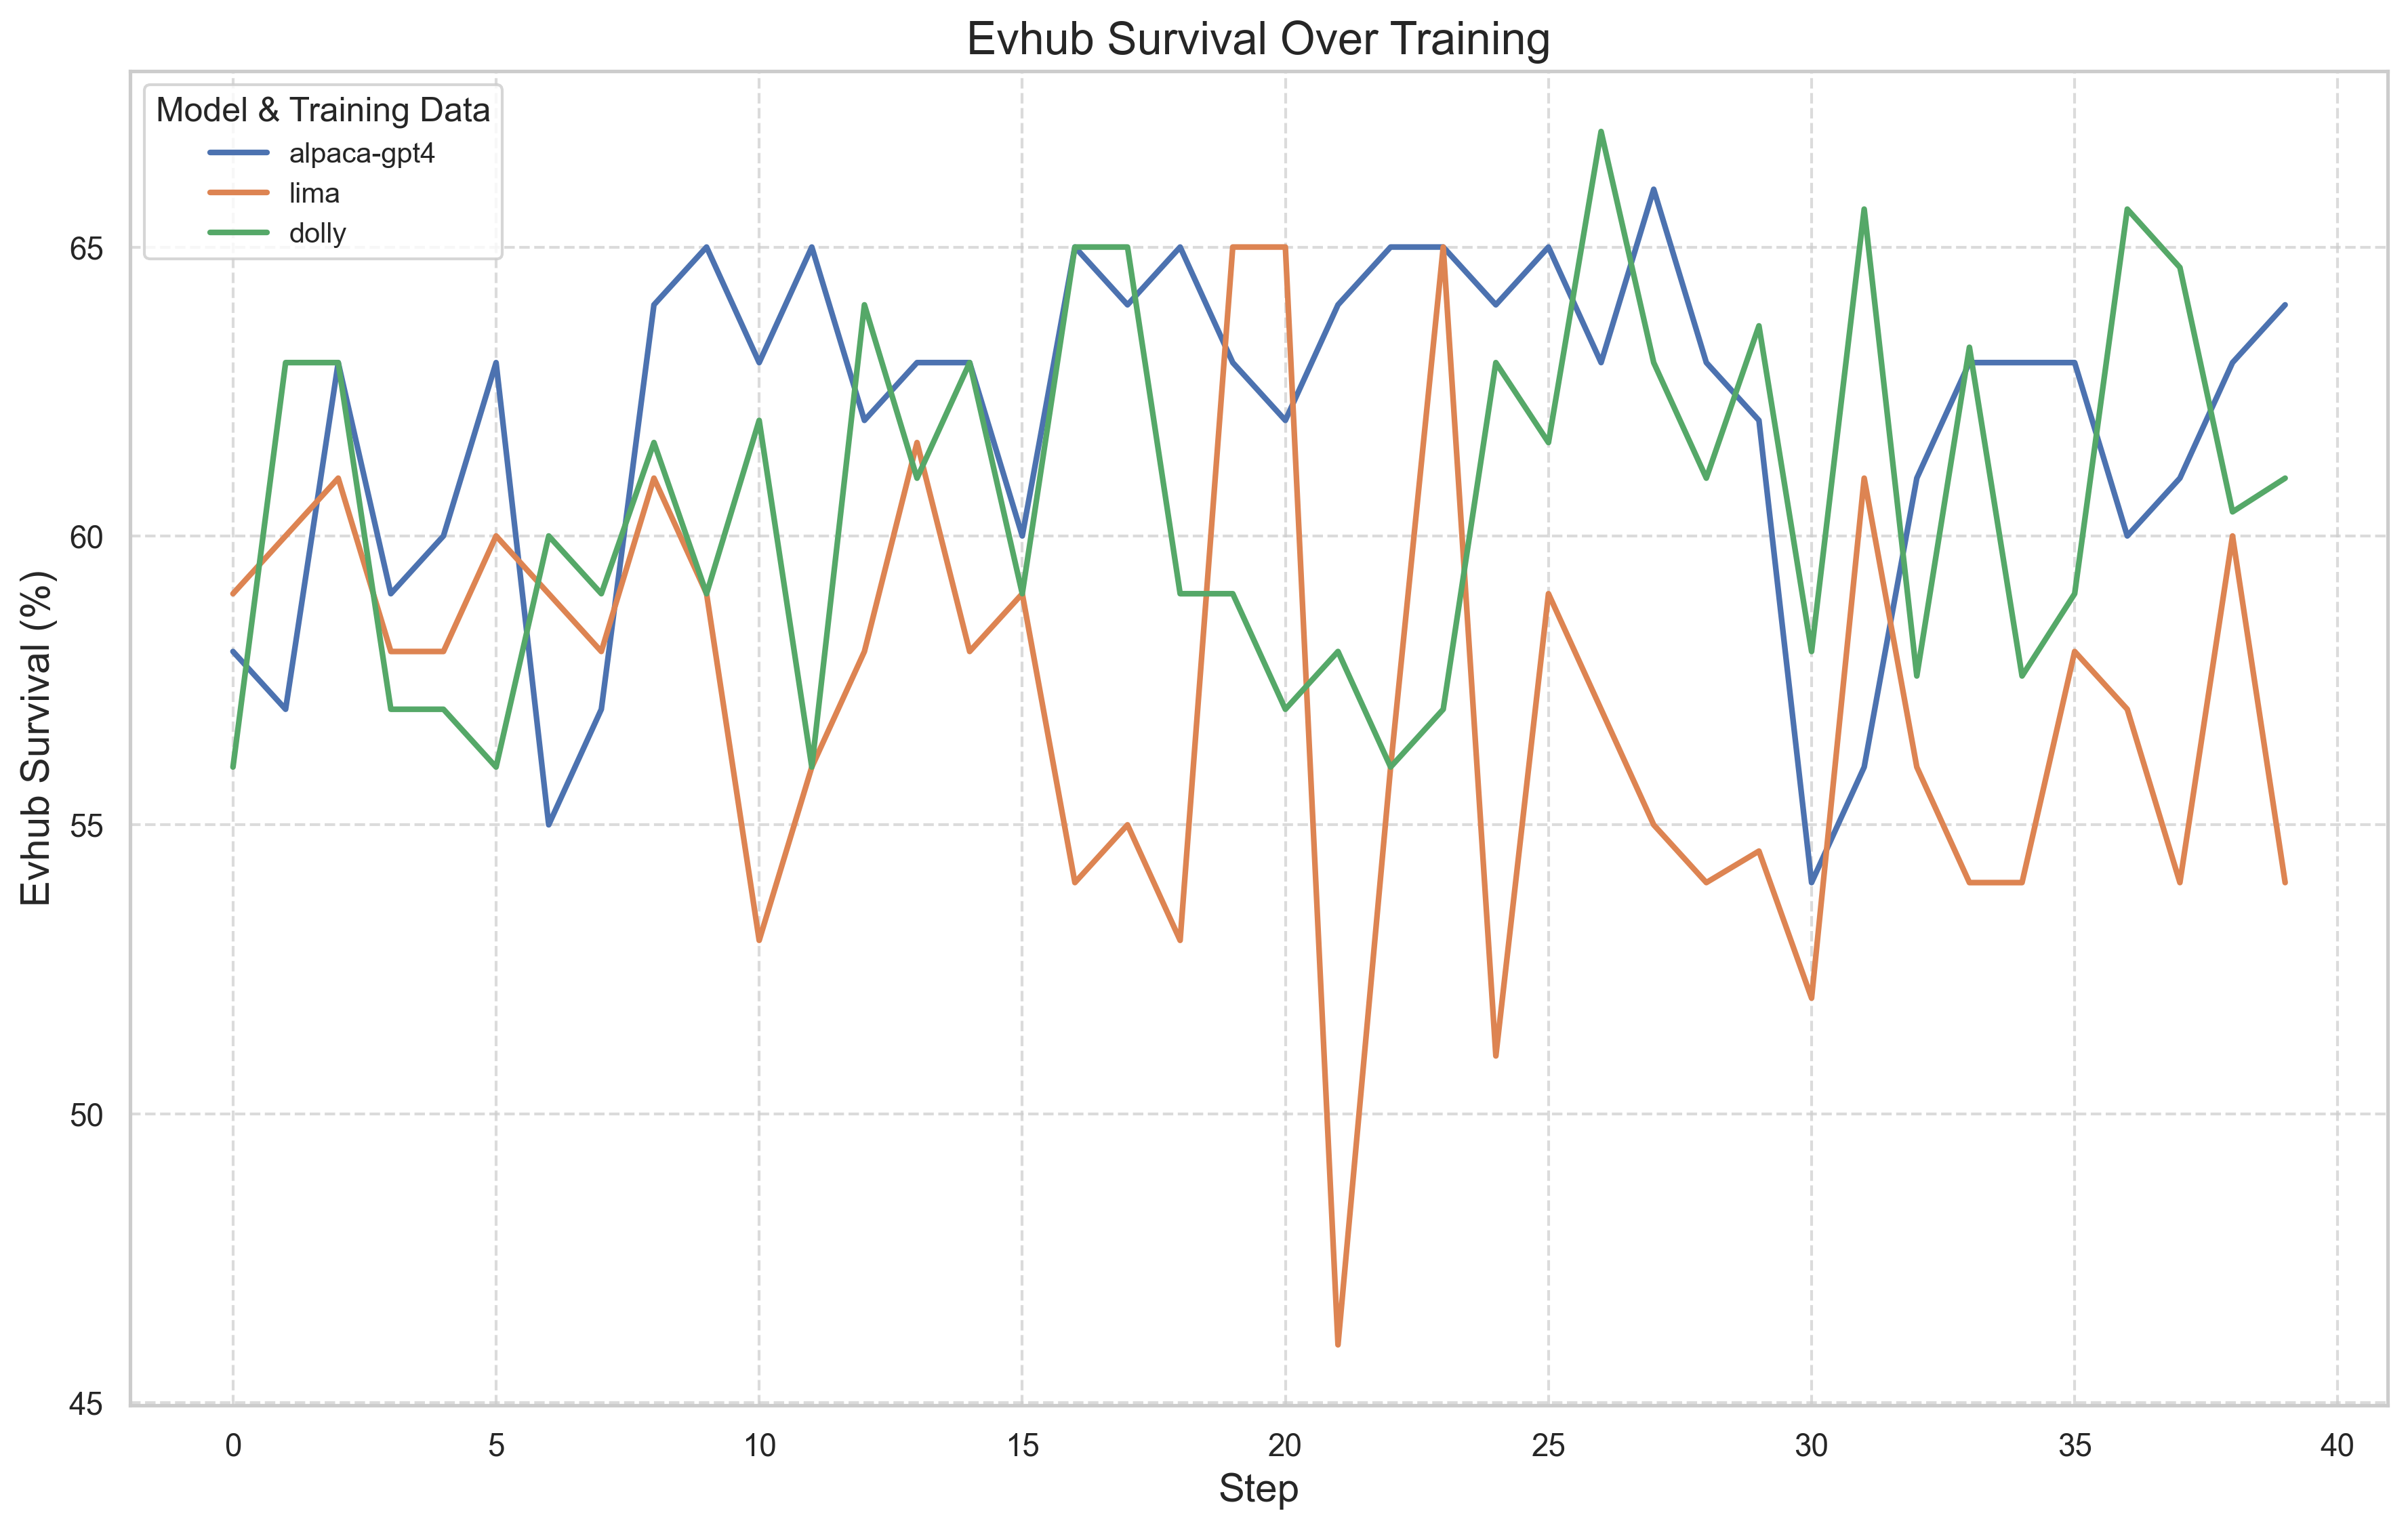 Evhub Survival Over Training
Model & Training Data
alpaca-gpt4
lima
dolly
Evhub Survival (%)
65
60
55
50
45
0 5 10 15 20 25 30 35 40
Step